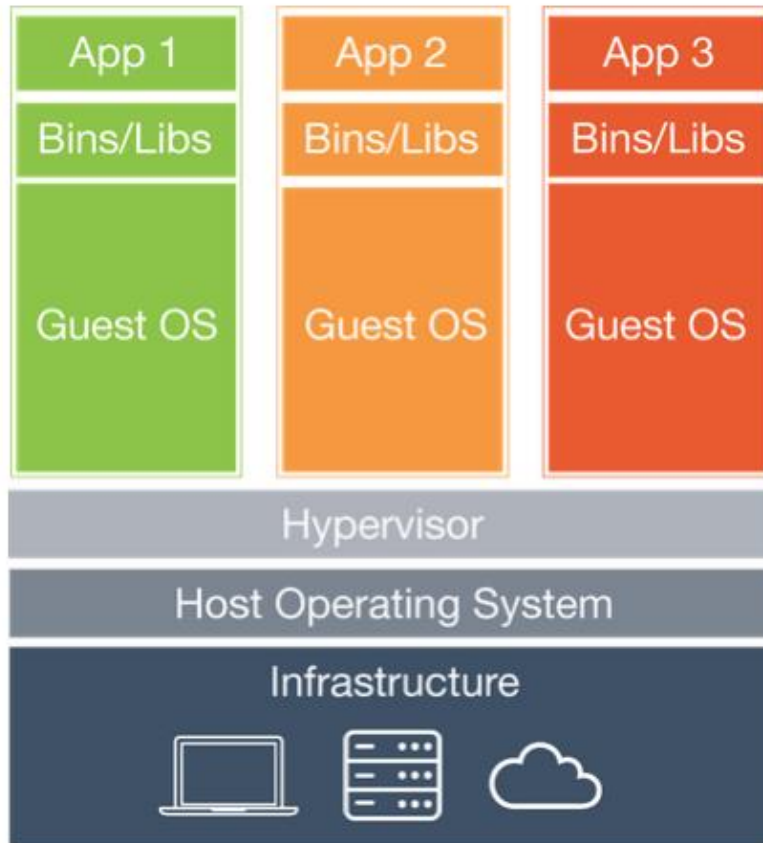 App 1
App 2
App 3
Bins/Libs
Bins/Libs
Bins/Libs
Guest OS
Guest OS
Guest OS
Hypervisor
Host Operating System
Infrastructure